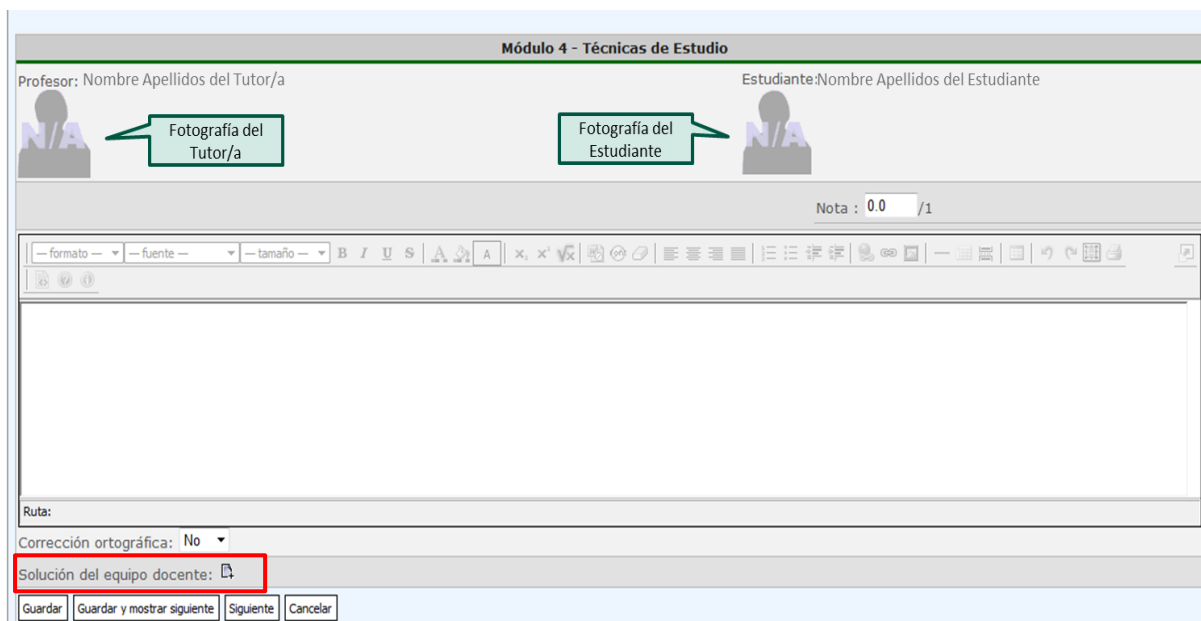 Módulo 4 - Técnicas de Estudio
Profesor: Nombre Apellidos del Tutor/a
Estudiante:Nombre Apellidos del Estudiante
N/A
Fotografía del
Tutor/a
Fotografía del
Estudiante
N/A
Nota : 0.0 /1
— formato — — fuente — — tamaño — B I U S A A x₂ x² √x
Ruta:
Corrección ortográfica: No
Solución del equipo docente:
Guardar Guardar y mostrar siguiente Siguiente Cancelar